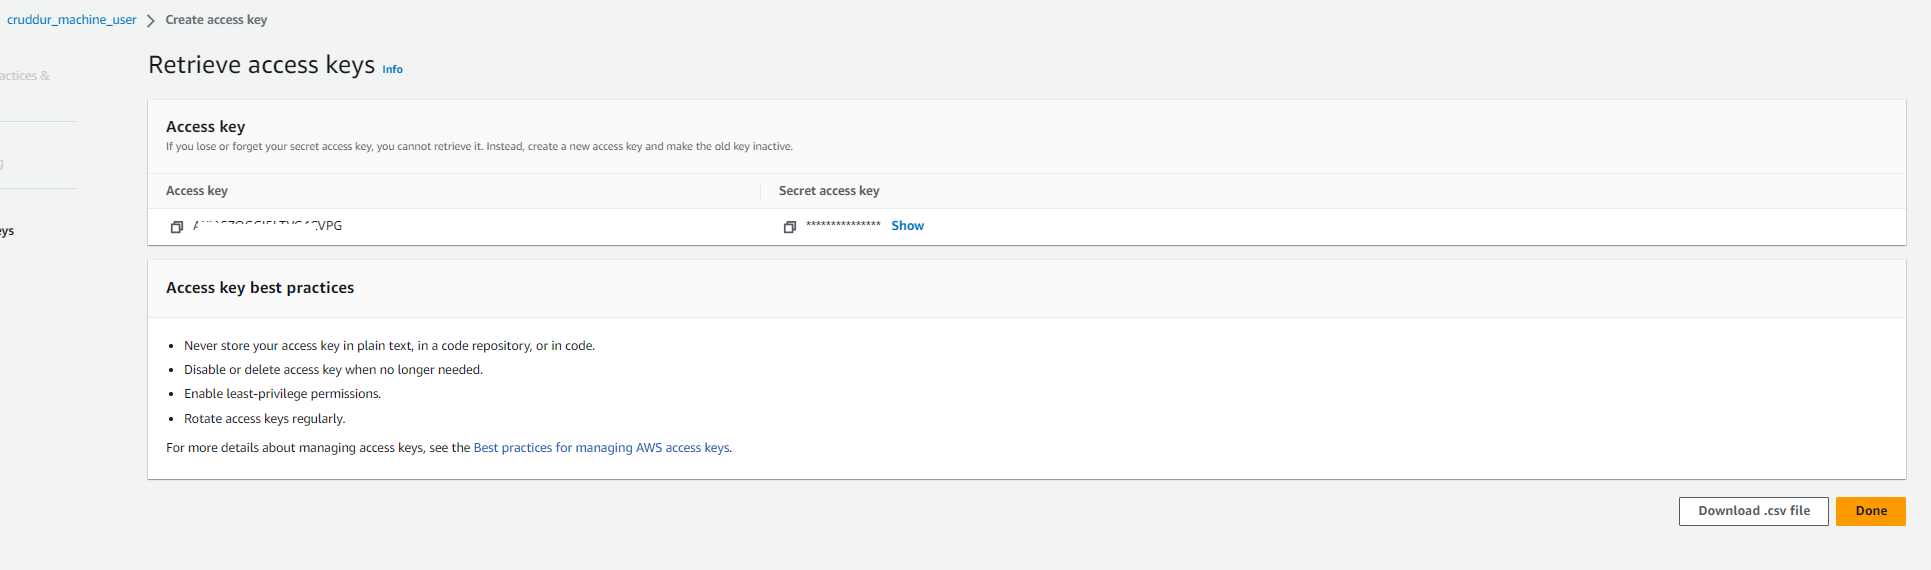 cruddur_machine_user > Create access key
actices &
Retrieve access keys Info
Access key
If you lose or forget your secret access key, you cannot retrieve it. Instead, create a new access key and make the old key inactive.
Access key Secret access key
VPG *************** Show
eys
Access key best practices
• Never store your access key in plain text, in a code repository, or in code.
• Disable or delete access key when no longer needed.
• Enable least-privilege permissions.
• Rotate access keys regularly.
For more details about managing access keys, see the Best practices for managing AWS access keys.
Download .csv file Done